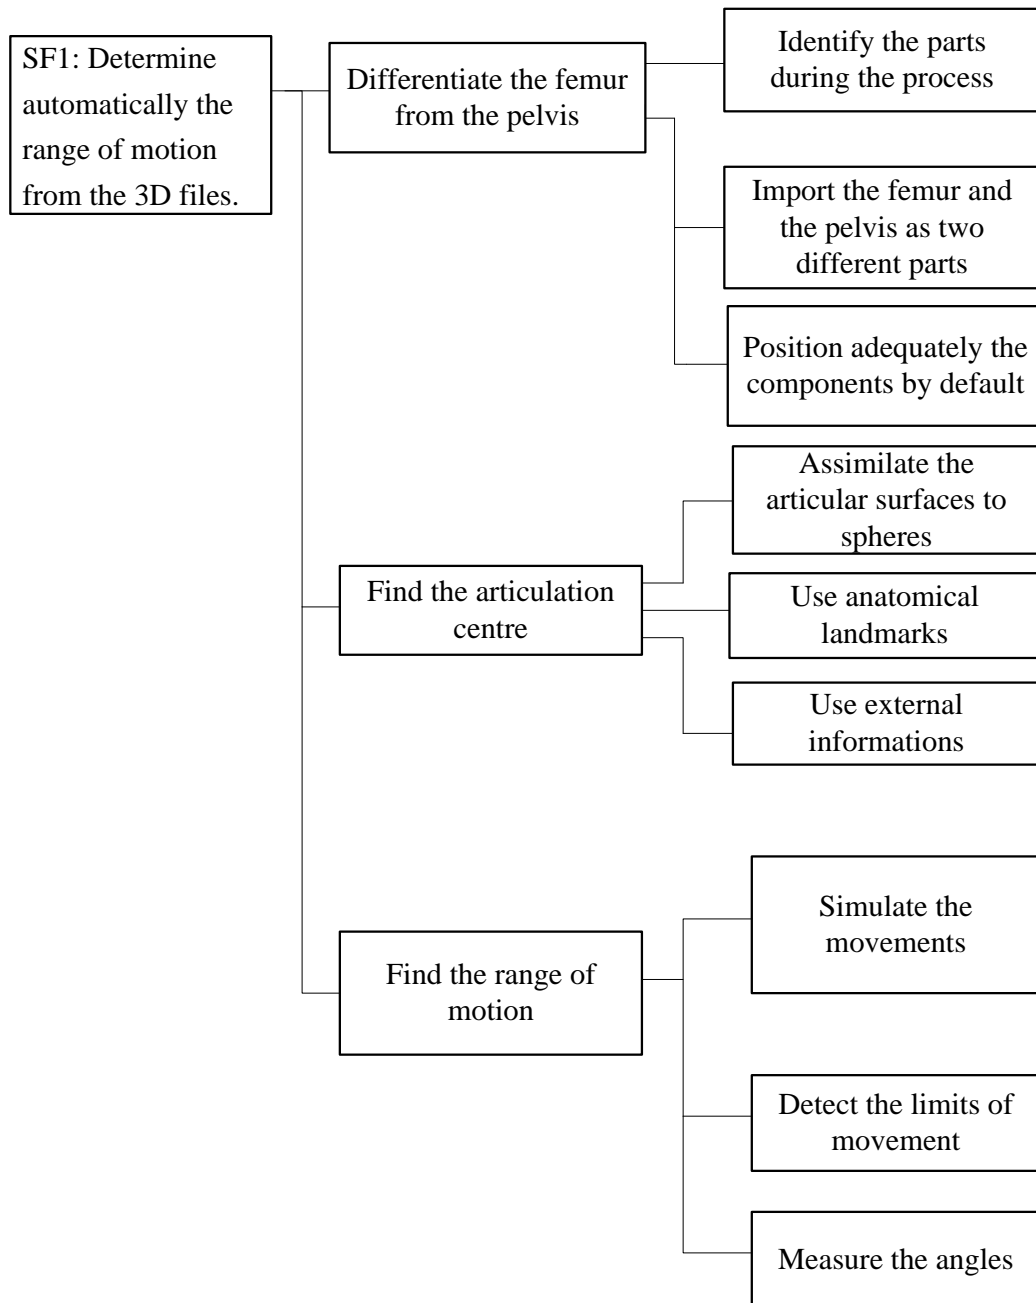 SF1: Determine
automatically the
range of motion
from the 3D files.
Differentiate the femur
from the pelvis
Identify the parts
during the process
Import the femur and
the pelvis as two
different parts
Position adequately the
components by default
Find the articulation
centre
Assimilate the
articular surfaces to
spheres
Use anatomical
landmarks
Use external
informations
Find the range of
motion
Simulate the
movements
Detect the limits of
movement
Measure the angles